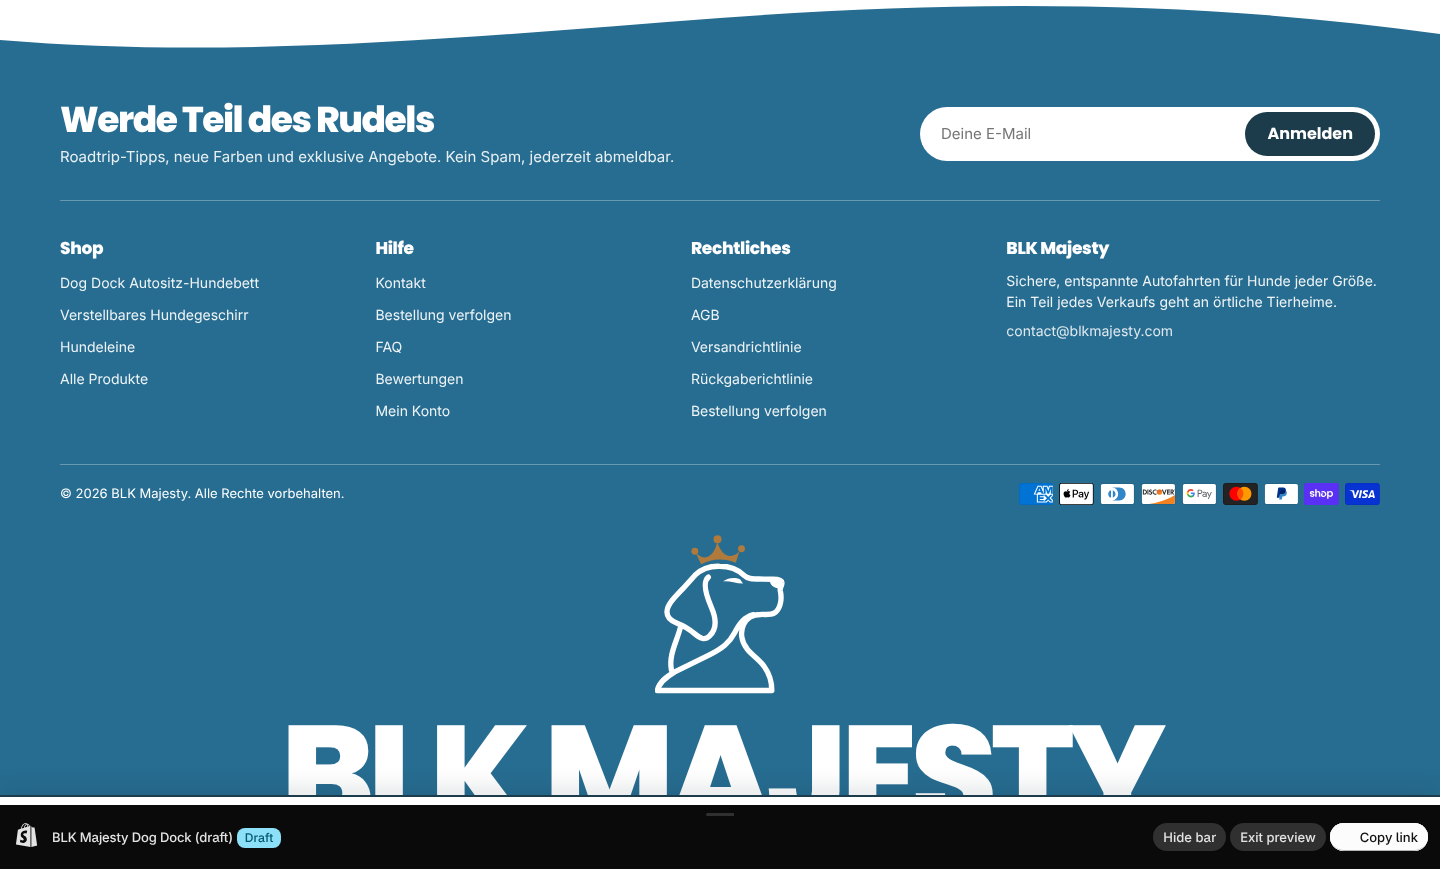 Werde Teil des Rudels
Roadtrip-Tipps, neue Farben und exklusive Angebote. Kein Spam, jederzeit abmeldbar.
Deine E-Mail
Anmelden
Shop
Dog Dock Autositz-Hundebett
Verstellbares Hundegeschirr
Hundeleine
Alle Produkte
Hilfe
Kontakt
Bestellung verfolgen
FAQ
Bewertungen
Mein Konto
Rechtliches
Datenschutzerklärung
AGB
Versandrichtlinie
Rückgaberichtlinie
Bestellung verfolgen
BLK Majesty
Sichere, entspannte Autofahrten für Hunde jeder Größe.
Ein Teil jedes Verkaufs geht an örtliche Tierheime.
contact@blkmajesty.com
© 2026 BLK Majesty. Alle Rechte vorbehalten.
AM EX
Pay
DISCOVER
G Pay
shop
VISA
BLK MAJESTY
BLK Majesty Dog Dock (draft) Draft
Hide bar
Exit preview
Copy link